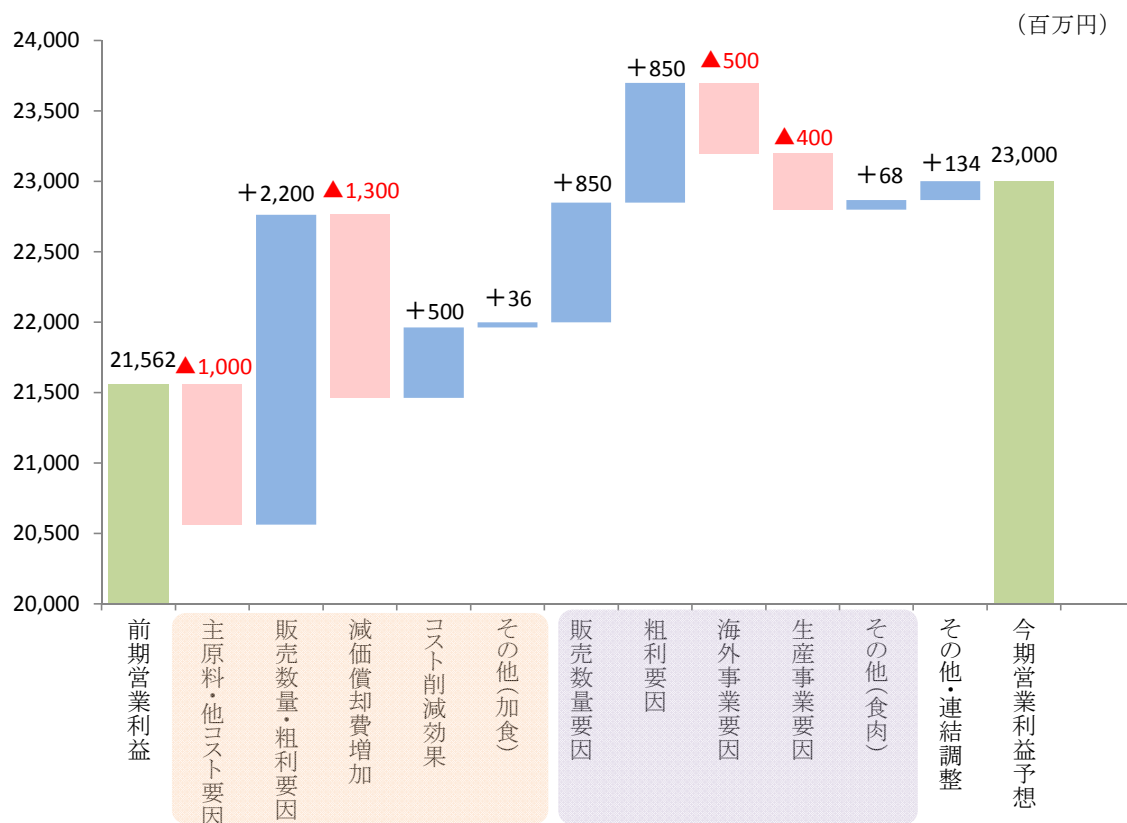 （百万円）
24,000
23,500
23,000
22,500
22,000
21,500
21,000
20,500
20,000
21,562
▲1,000
＋2,200
▲1,300
＋500
＋36
＋850
＋850
▲500
▲400
＋68
＋134
23,000
前期営業利益
主原料・他コスト要因
販売数量・粗利要因
減価償却費増加
コスト削減効果
その他（加食）
販売数量要因
粗利要因
海外事業要因
生産事業要因
その他（食肉）
その他・連結調整
今期営業利益予想